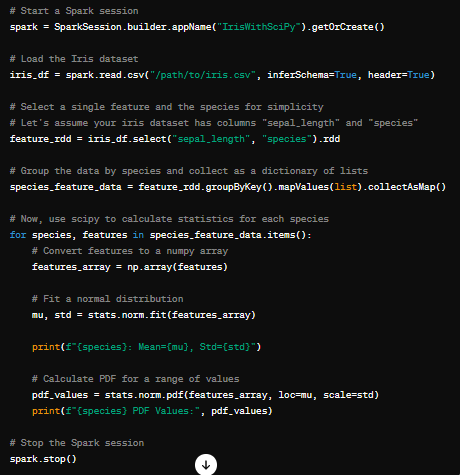 # Start a Spark session
spark = SparkSession.builder.appName("IrisWithSciPy").getOrCreate()
# Load the Iris dataset
iris_df = spark.read.csv("/path/to/iris.csv", inferSchema=True, header=True)
# Select a single feature and the species for simplicity
# Let's assume your iris dataset has columns "sepal_length" and "species"
feature_rdd = iris_df.select("sepal_length", "species").rdd
# Group the data by species and collect as a dictionary of lists
species_feature_data = feature_rdd.groupByKey().mapValues(list).collectAsMap()
# Now, use scipy to calculate statistics for each species
for species, features in species_feature_data.items():
    # Convert features to a numpy array
    features_array = np.array(features)
    # Fit a normal distribution
    mu, std = stats.norm.fit(features_array)
    print(f"{species}: Mean={mu}, Std={std}")
    # Calculate PDF for a range of values
    pdf_values = stats.norm.pdf(features_array, loc=mu, scale=std)
    print(f"{species} PDF Values:", pdf_values)
# Stop the Spark session
spark.stop()